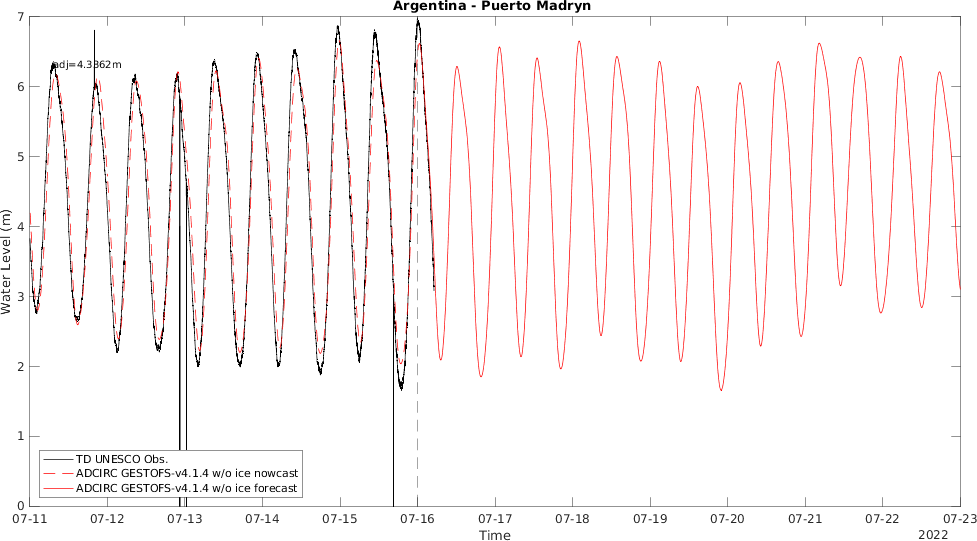 Argentina - Puerto Madryn
Water Level (m)
7
6
5
4
3
2
1
0
adj=4.3362m
TD UNESCO Obs.
ADCIRC GESTOFS-v4.1.4 w/o ice nowcast
ADCIRC GESTOFS-v4.1.4 w/o ice forecast
07-11 07-12 07-13 07-14 07-15 07-16 07-17 07-18 07-19 07-20 07-21 07-22 07-23
Time
2022